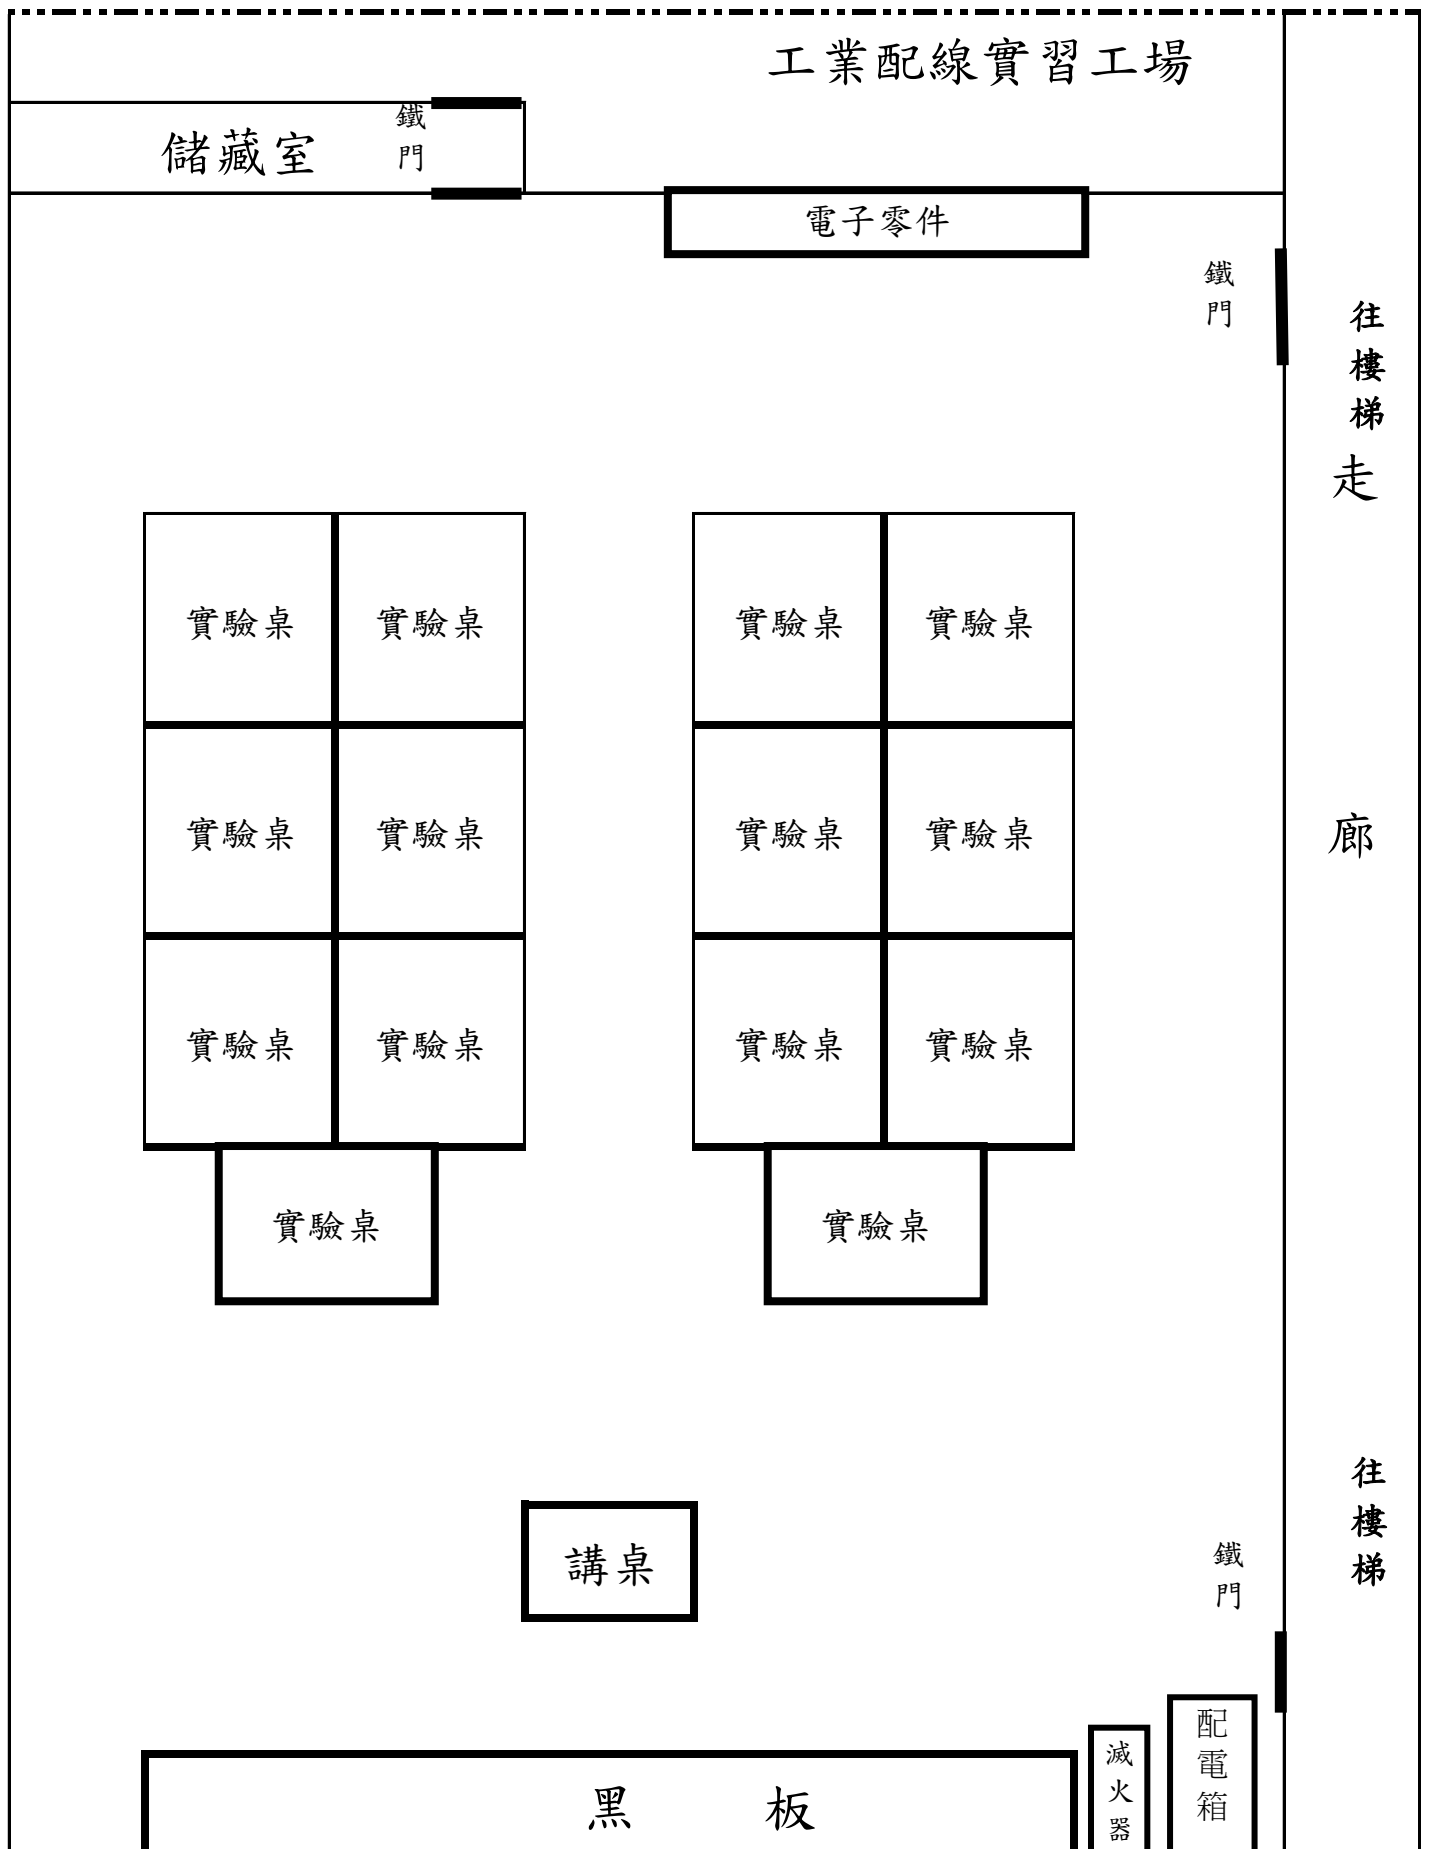 工業配線實習工場
儲藏室
鐵門
電子零件
鐵門
往樓梯
走廊
實驗桌 實驗桌 實驗桌 實驗桌
實驗桌 實驗桌 實驗桌 實驗桌
實驗桌 實驗桌 實驗桌 實驗桌
實驗桌 實驗桌
往樓梯
講桌
鐵門
配電箱
滅火器
黑板